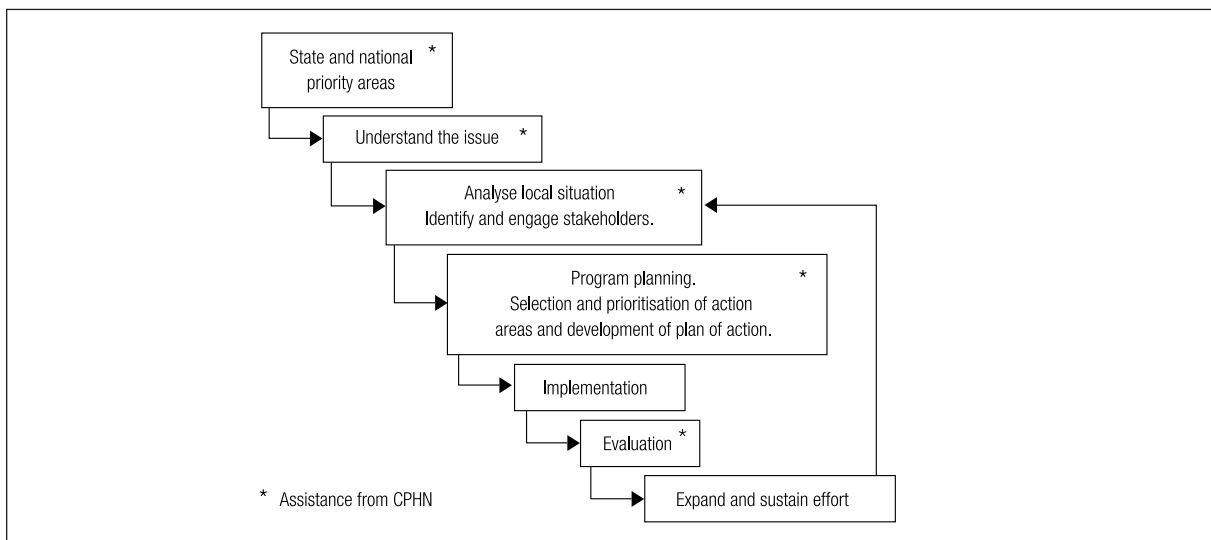 State and national *
priority areas
Understand the issue *
Analyse local situation *
Identify and engage stakeholders.
Program planning. *
Selection and prioritisation of action
areas and development of plan of action.
Implementation
Evaluation *
Expand and sustain effort
* Assistance from CPHN